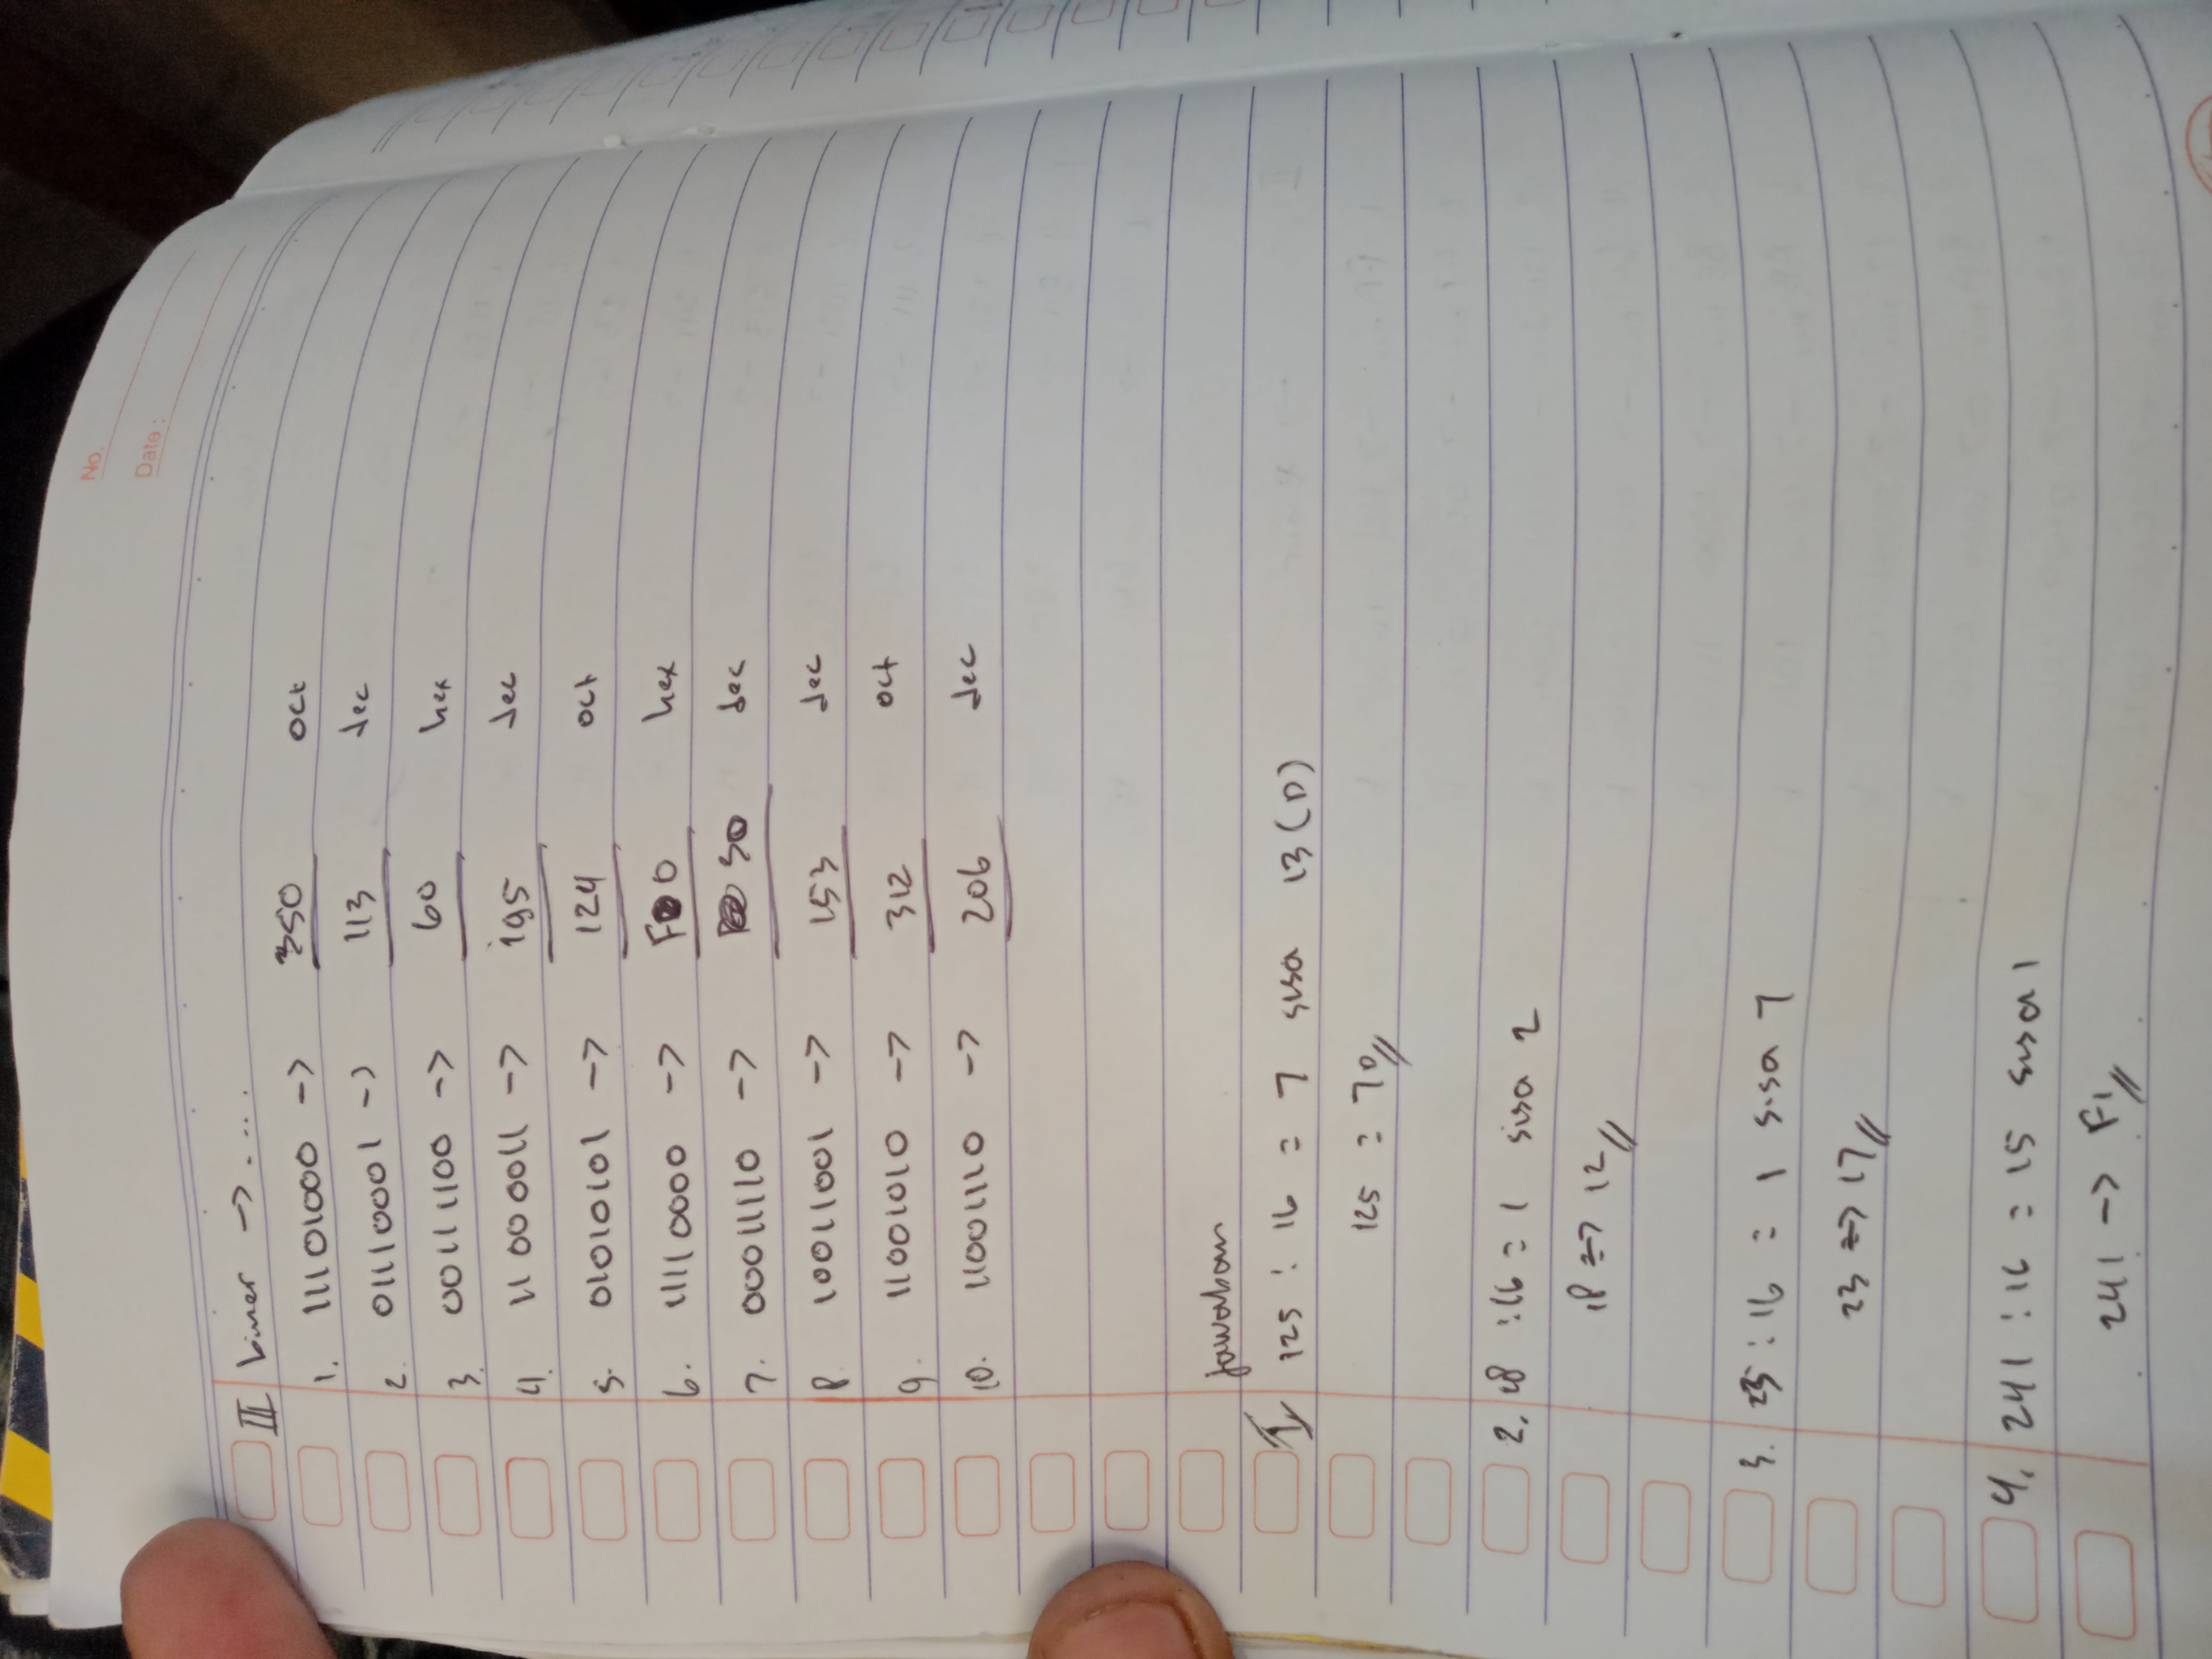 No.
Date :
III biner -> ....
1. 11101000 -> 350 oct
2. 01110001 -> 113 dec
3. 00111100 -> 60 hex
4. 11000011 -> 195 dec
5. 01010101 -> 124 oct
6. 11110000 -> F0 hex
7. 00011110 -> 30 dec
8. 10011001 -> 153 dec
9. 11001010 -> 312 oct
10. 11001110 -> 206 dec
jawaban
I 125 : 16 = 7 sisa 13 (D)
125 = 7D//
2. 18 : 16 = 1 sisa 2
18 => 12//
3. 23 : 16 = 1 sisa 7
23 => 17//
4. 241 : 16 = 15 sisa 1
241 -> F1//